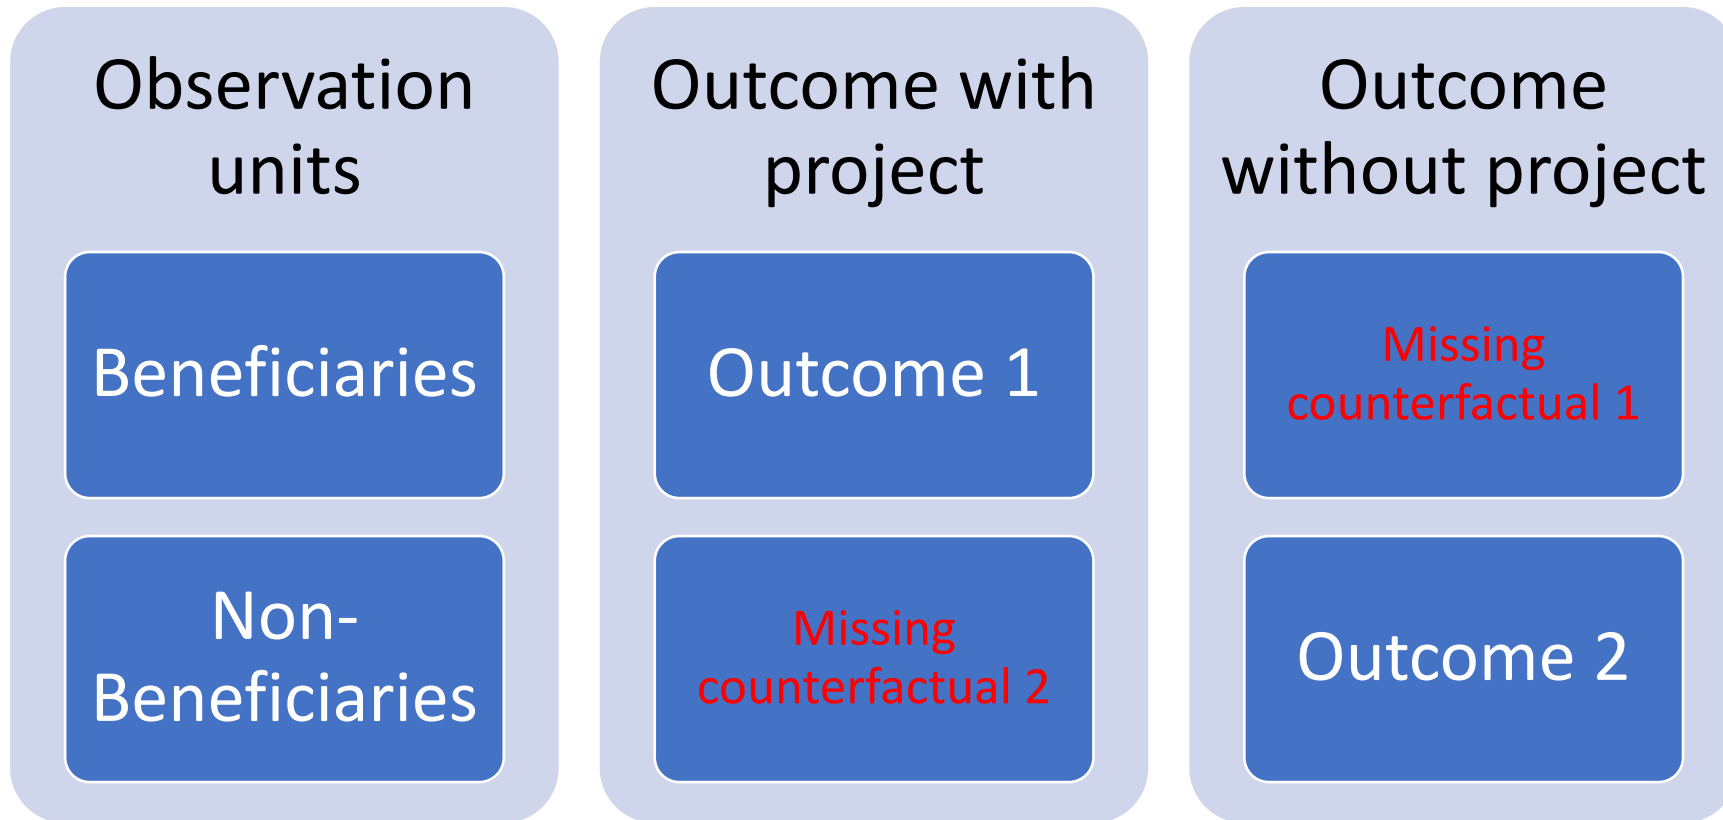 Observation
units
Beneficiaries
Non-
Beneficiaries
Outcome with
project
Outcome 1
Missing
counterfactual 2
Outcome
without project
Missing
counterfactual 1
Outcome 2